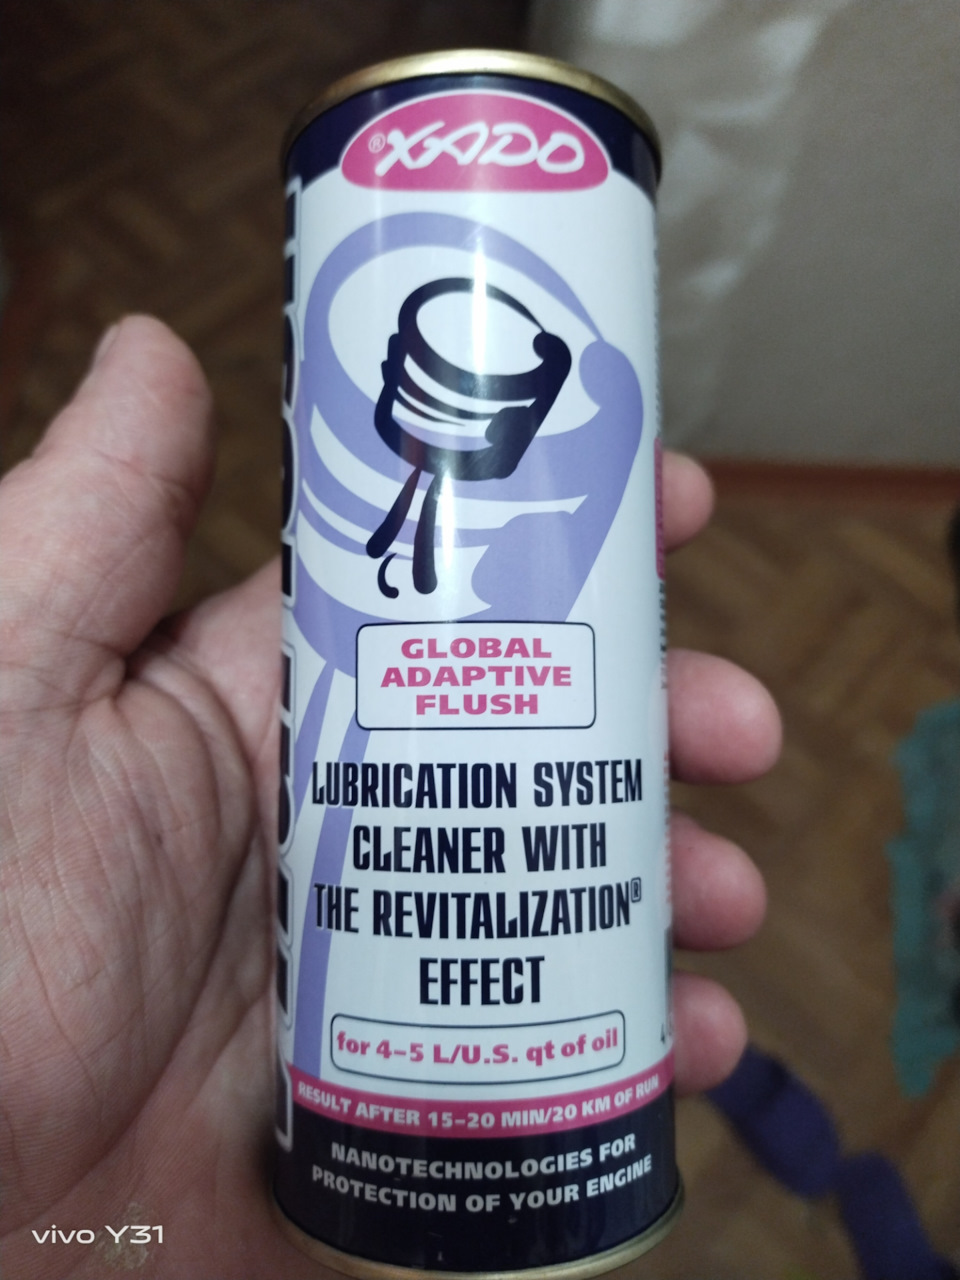 ®XADO
GLOBAL
ADAPTIVE
FLUSH
LUBRICATION SYSTEM
CLEANER WITH
THE REVITALIZATION®
EFFECT
for 4–5 L/U.S. qt of oil
RESULT AFTER 15–20 MIN/20 KM OF RUN
NANOTECHNOLOGIES FOR
PROTECTION OF YOUR ENGINE
vivo Y31